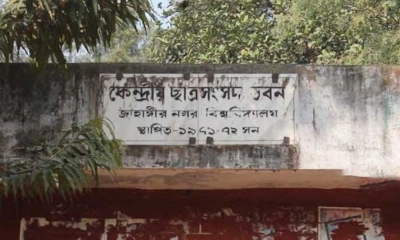 কেন্দ্রীয় ছাত্রসংসদ ভবন
জাহাঙ্গীর নগর বিশ্ববিদ্যালয়
স্থাপিত-১৯৭১-৭২ সন